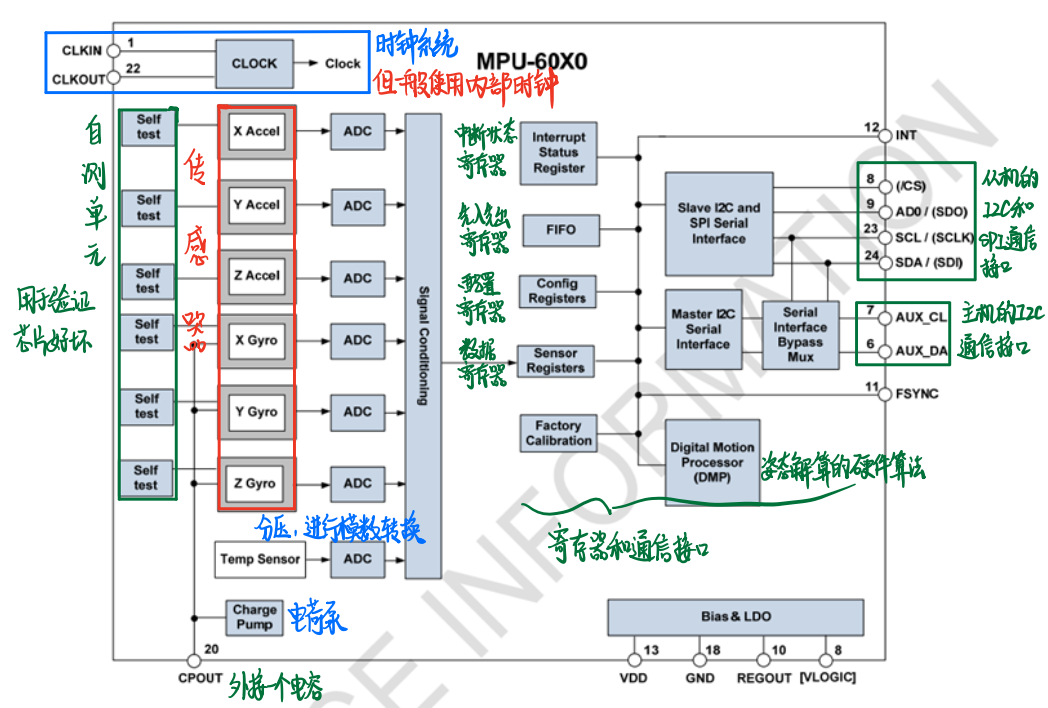 MPU-60X0
CLKIN
1
CLKOUT
22
CLOCK
Clock
时钟系统
但一般使用内部时钟
自测单元
用于验证
芯片好坏
传感器
Self test
X Accel
ADC
Self test
Y Accel
ADC
Self test
Z Accel
ADC
Self test
X Gyro
ADC
Self test
Y Gyro
ADC
Self test
Z Gyro
ADC
分压,进行模数转换
Temp Sensor
ADC
Signal Conditioning
Charge Pump
电荷泵
20
CPOUT
外接一个电容
中断状态
寄存器
Interrupt
Status
Register
先入先出
寄存器
FIFO
配置
寄存器
Config
Registers
数据
寄存器
Sensor
Registers
Factory
Calibration
Slave I2C and
SPI Serial
Interface
Master I2C
Serial
Interface
Serial
Interface
Bypass
Mux
Digital Motion
Processor
(DMP)
姿态解算的硬件算法
寄存器和通信接口
12
INT
8
(/CS)
9
AD0 / (SDO)
23
SCL / (SCLK)
24
SDA / (SDI)
从机的
I2C和
SPI通信
接口
7
AUX_CL
6
AUX_DA
主机的I2C
通信接口
11
FSYNC
Bias & LDO
13
18
10
8
VDD
GND
REGOUT
[VLOGIC]
CE INFORMATION